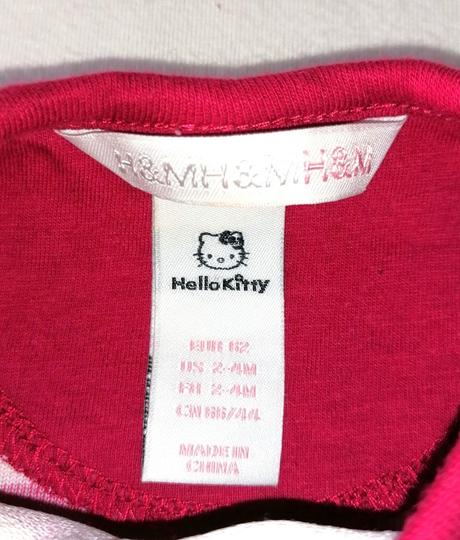 H&MH&MH&M
Hello Kitty
EUR 62
US 2-4M
FR 2-4M
CN 66/44
MADE IN
CHINA